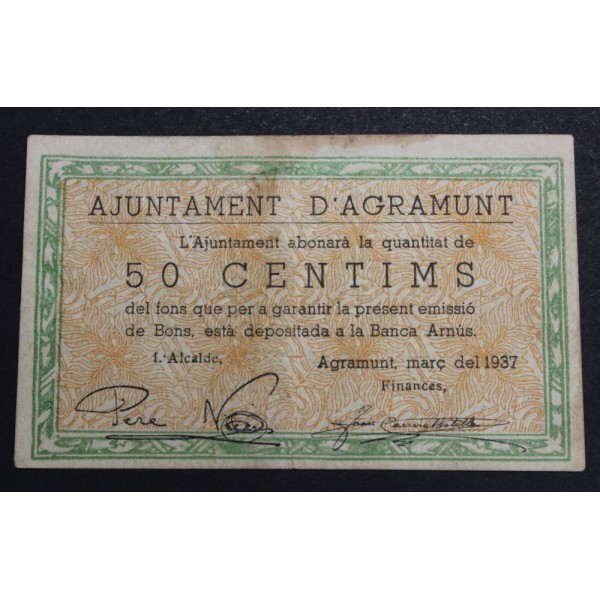 AJUNTAMENT D'AGRAMUNT
L'Ajuntament abonarà la quantitat de
50 CENTIMS
del fons que per a garantir la present emissió
de Bons, està depositada a la Banca Arnús.
L'Alcalde, Agramunt, març del 1937
Finances,
Pere